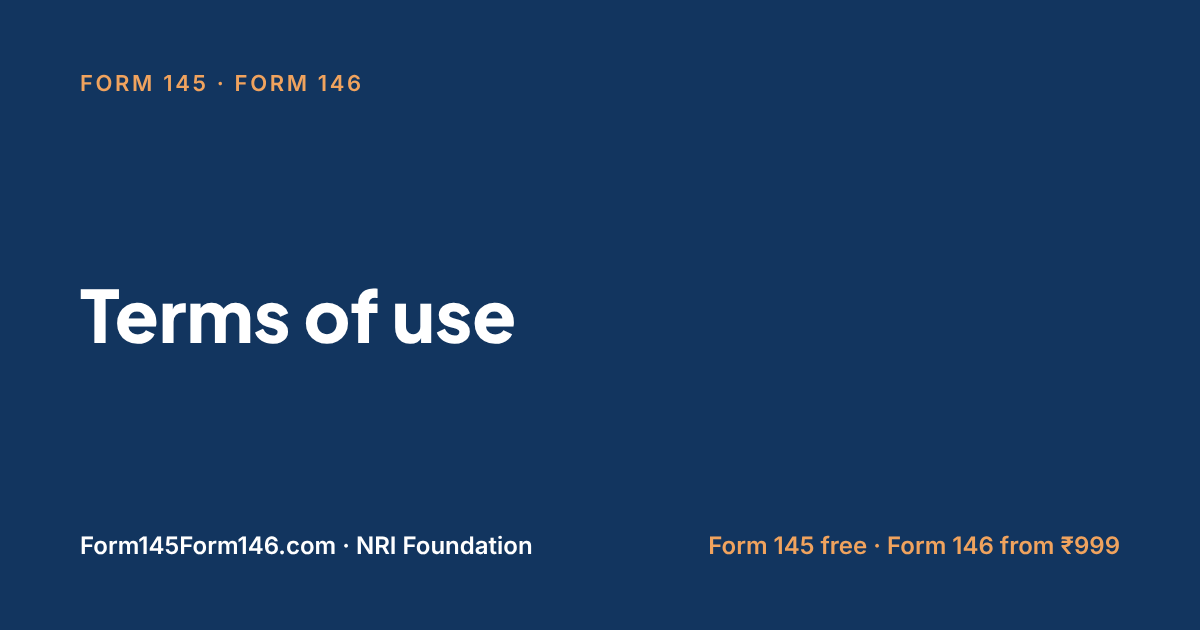 FORM 145 · FORM 146
Terms of use
Form145Form146.com · NRI Foundation
Form 145 free · Form 146 from ₹999